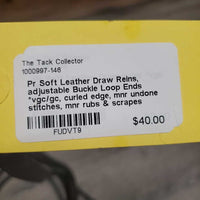 The Tack Collector
1000997-146
Pr Soft Leather Draw Reins,
adjustable Buckle Loop Ends
*vgc/gc, curled edge, mnr undone
stitches, mnr rubs & scrapes
$40.00
FUDVT9